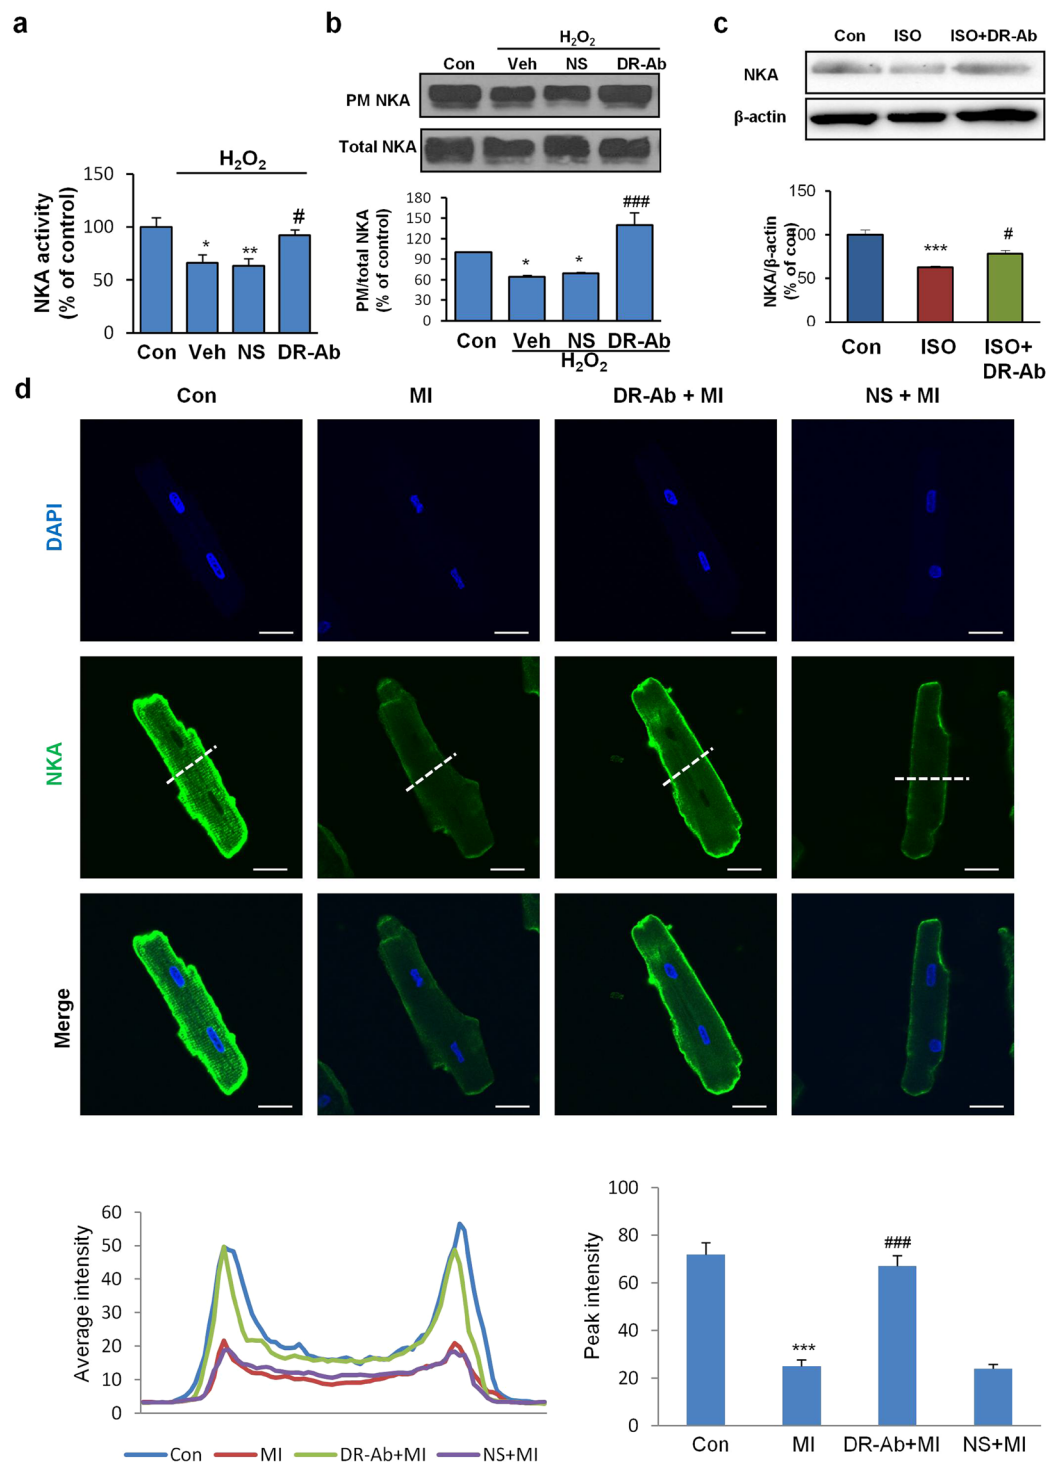 a
H₂O₂
150
100
50
0
NKA activity
(% of control)
*
**
#
Con Veh NS DR-Ab
b
H₂O₂
Con Veh NS DR-Ab
PM NKA
Total NKA
180
150
120
90
60
30
0
PM/total NKA
(% of control)
*
*
###
Con Veh NS DR-Ab
H₂O₂
c
Con ISO ISO+DR-Ab
NKA
β-actin
150
100
50
0
NKA/β-actin
(% of con)
***
#
Con ISO ISO+
DR-Ab
d
Con MI DR-Ab + MI NS + MI
DAPI
NKA
Merge
60
50
40
30
20
10
0
Average intensity
Con MI DR-Ab+MI NS+MI
100
80
60
40
20
0
Peak intensity
***
###
Con MI DR-Ab+MI NS+MI